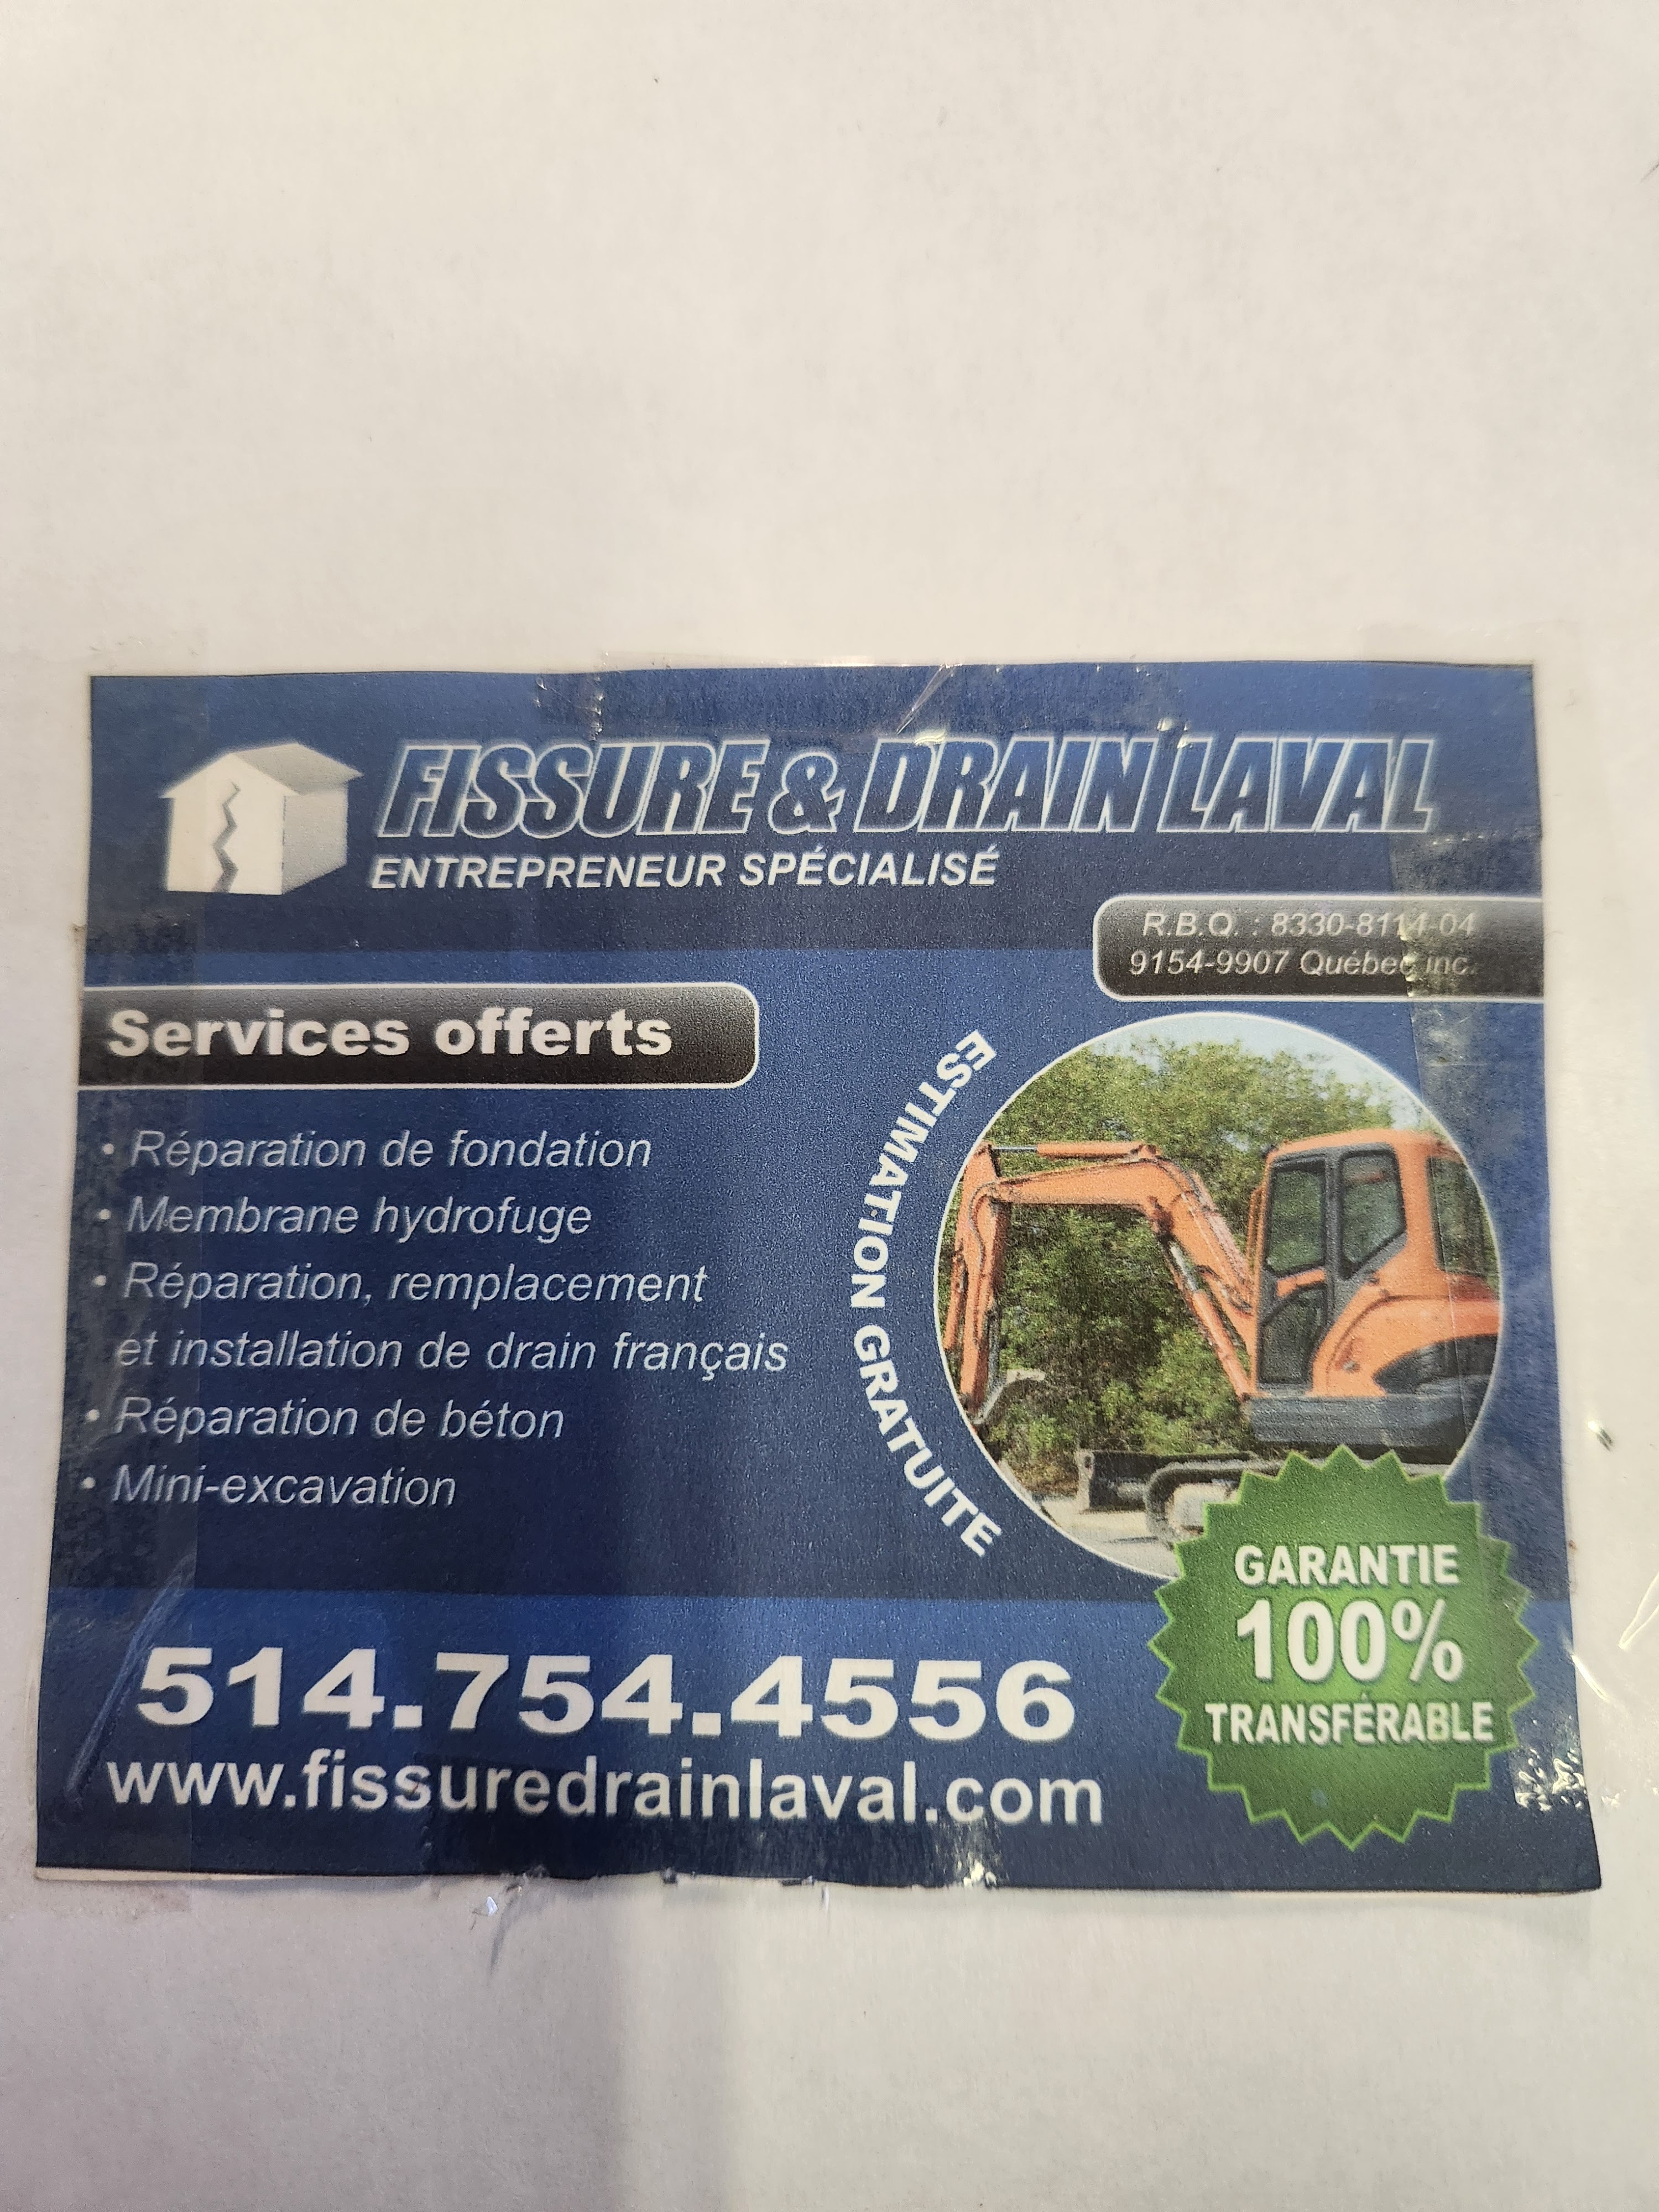 FISSURE & DRAIN LAVAL
ENTREPRENEUR SPÉCIALISÉ
R.B.Q. : 8330-8114-04
9154-9907 Québec inc.
Services offerts
• Réparation de fondation
• Membrane hydrofuge
• Réparation, remplacement
et installation de drain français
• Réparation de béton
• Mini-excavation
ESTIMATION GRATUITE
GARANTIE
100%
TRANSFÉRABLE
514.754.4556
www.fissuredrainlaval.com